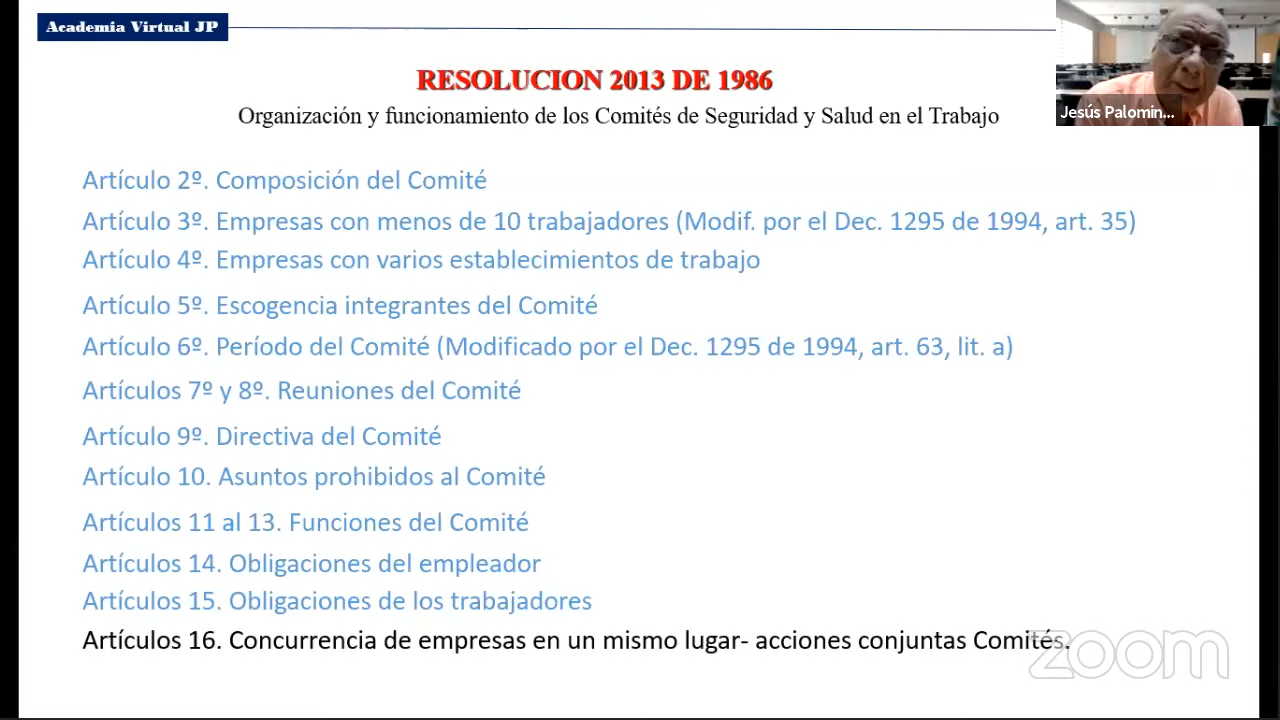 Academia Virtual JP
RESOLUCION 2013 DE 1986
Organización y funcionamiento de los Comités de Seguridad y Salud en el Trabajo
Jesús Palomin...
Artículo 2º. Composición del Comité
Artículo 3º. Empresas con menos de 10 trabajadores (Modif. por el Dec. 1295 de 1994, art. 35)
Artículo 4º. Empresas con varios establecimientos de trabajo
Artículo 5º. Escogencia integrantes del Comité
Artículo 6º. Período del Comité (Modificado por el Dec. 1295 de 1994, art. 63, lit. a)
Artículos 7º y 8º. Reuniones del Comité
Artículo 9º. Directiva del Comité
Artículo 10. Asuntos prohibidos al Comité
Artículos 11 al 13. Funciones del Comité
Artículos 14. Obligaciones del empleador
Artículos 15. Obligaciones de los trabajadores
Artículos 16. Concurrencia de empresas en un mismo lugar- acciones conjuntas Comités.
zoom